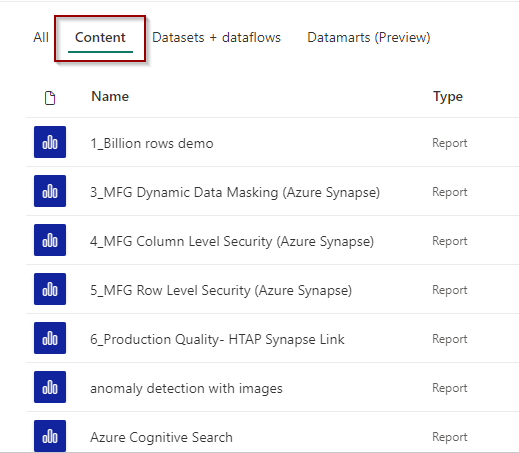 All Content Datasets + dataflows Datamarts (Preview)
Name Type
1_Billion rows demo Report
3_MFG Dynamic Data Masking (Azure Synapse) Report
4_MFG Column Level Security (Azure Synapse) Report
5_MFG Row Level Security (Azure Synapse) Report
6_Production Quality- HTAP Synapse Link Report
anomaly detection with images Report
Azure Cognitive Search Report